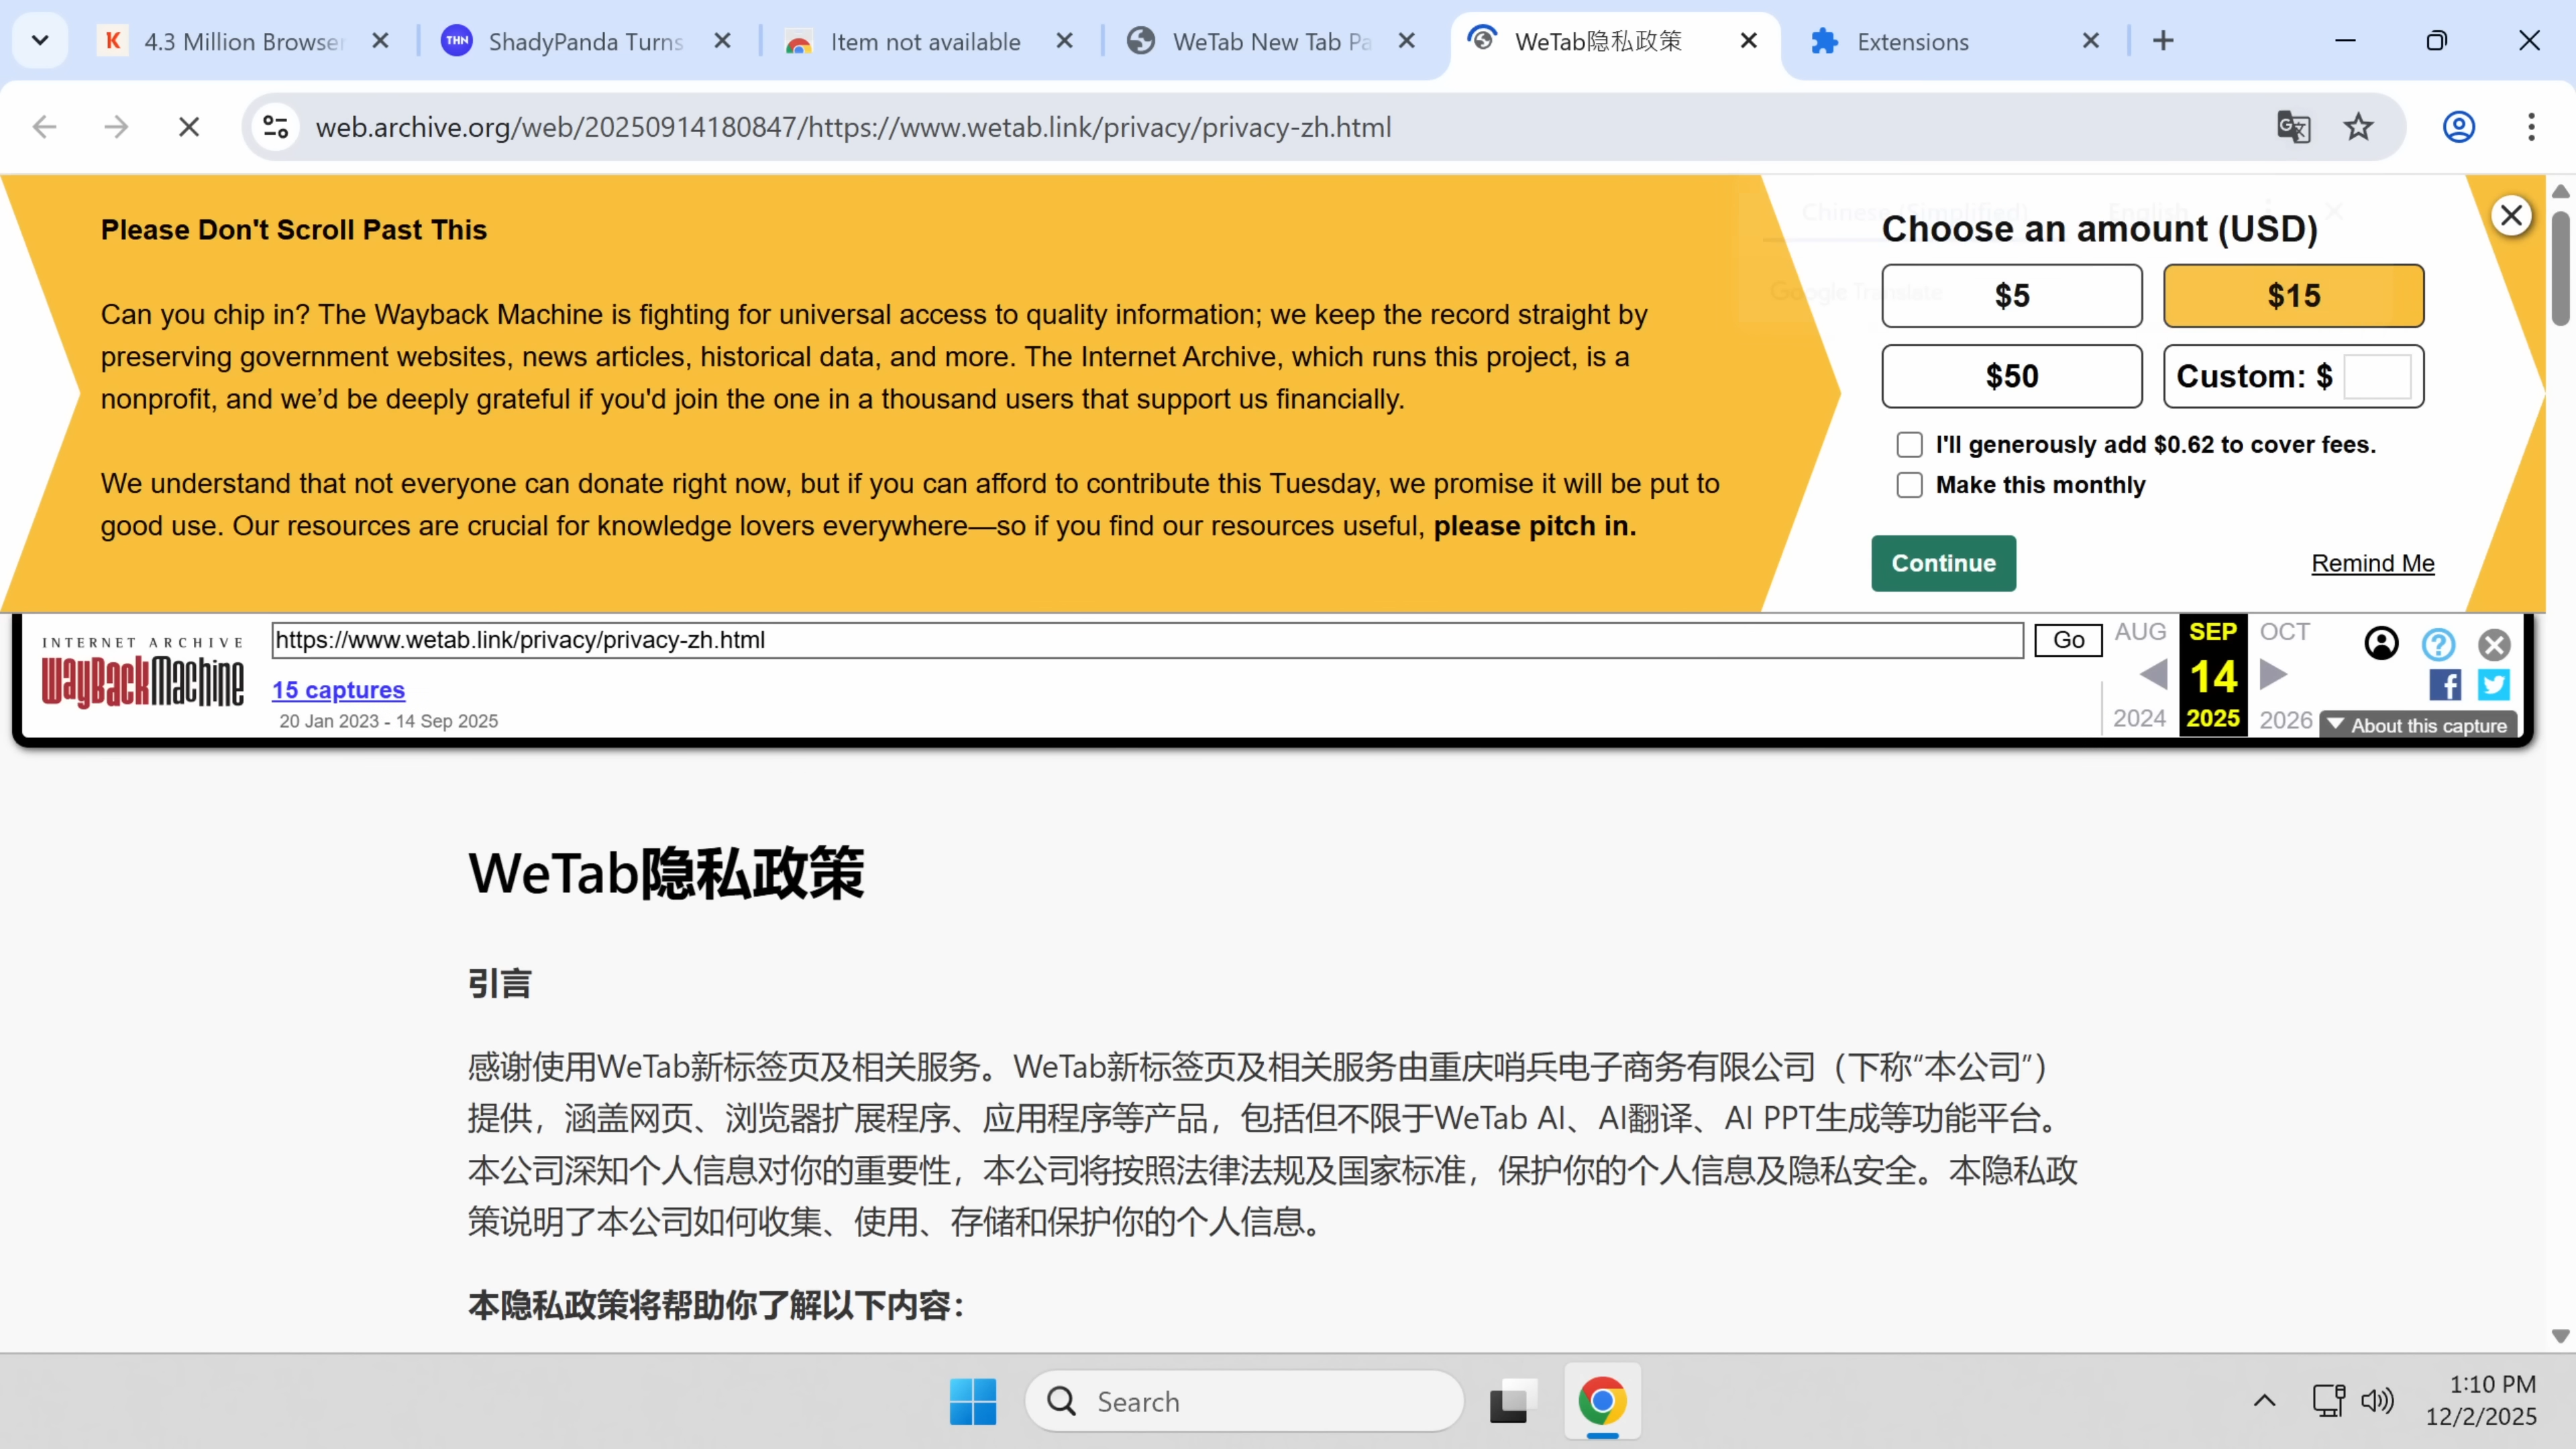 4.3 Million Browser
ShadyPanda Turns
Item not available
WeTab New Tab Pa
WeTab隐私政策
Extensions
web.archive.org/web/20250914180847/https://www.wetab.link/privacy/privacy-zh.html
Please Don't Scroll Past This
Can you chip in? The Wayback Machine is fighting for universal access to quality information; we keep the record straight by
preserving government websites, news articles, historical data, and more. The Internet Archive, which runs this project, is a
nonprofit, and we’d be deeply grateful if you'd join the one in a thousand users that support us financially.
We understand that not everyone can donate right now, but if you can afford to contribute this Tuesday, we promise it will be put to
good use. Our resources are crucial for knowledge lovers everywhere—so if you find our resources useful, please pitch in.
Chinese (Simplified) English
Google Translate
Choose an amount (USD)
$5
$15
$50
Custom: $
I'll generously add $0.62 to cover fees.
Make this monthly
Continue
Remind Me
INTERNET ARCHIVE
WayBackMachine
https://www.wetab.link/privacy/privacy-zh.html
Go
15 captures
20 Jan 2023 - 14 Sep 2025
AUG SEP OCT
14
2024 2025 2026
About this capture
WeTab隐私政策
引言
感谢使用WeTab新标签页及相关服务。WeTab新标签页及相关服务由重庆哨兵电子商务有限公司（下称“本公司”）
提供，涵盖网页、浏览器扩展程序、应用程序等产品，包括但不限于WeTab AI、AI翻译、AI PPT生成等功能平台。
本公司深知个人信息对你的重要性，本公司将按照法律法规及国家标准，保护你的个人信息及隐私安全。本隐私政
策说明了本公司如何收集、使用、存储和保护你的个人信息。
本隐私政策将帮助你了解以下内容：
Search
1:10 PM
12/2/2025